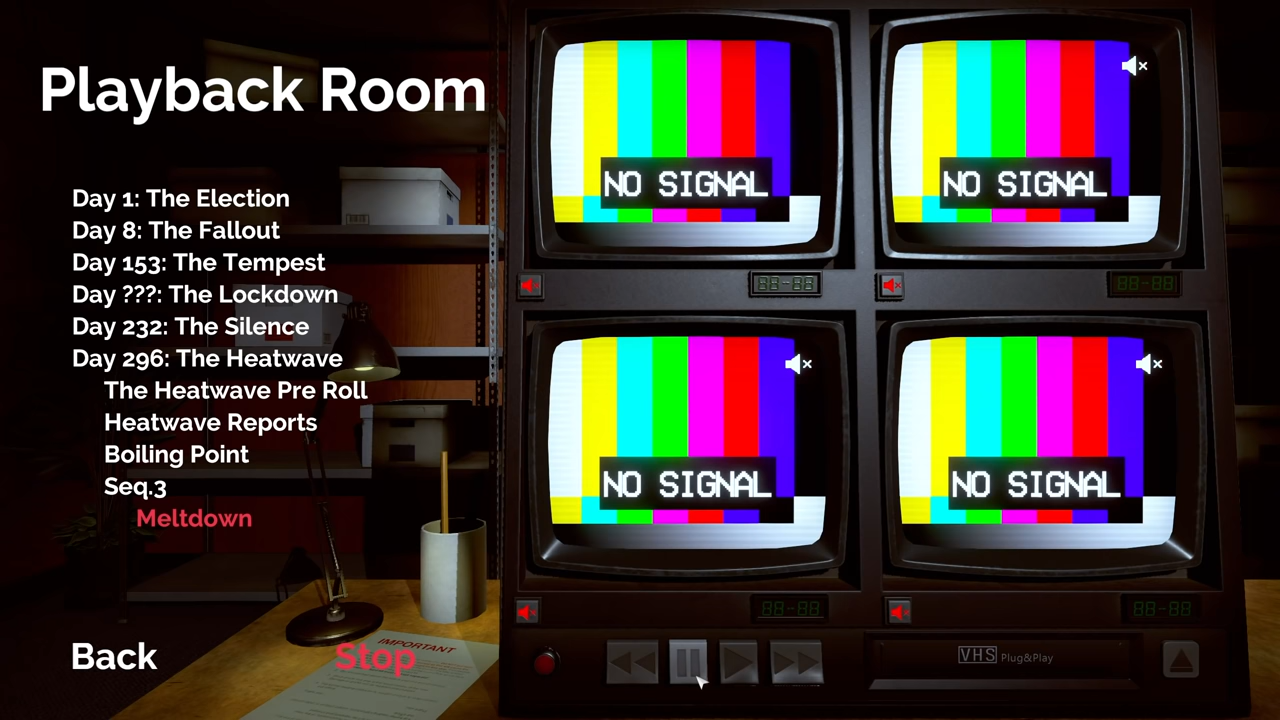 Playback Room
Day 1: The Election
Day 8: The Fallout
Day 153: The Tempest
Day ???: The Lockdown
Day 232: The Silence
Day 296: The Heatwave
The Heatwave Pre Roll
Heatwave Reports
Boiling Point
Seq.3
Meltdown
Back
Stop
IMPORTANT
NO SIGNAL
NO SIGNAL
NO SIGNAL
NO SIGNAL
VHS Plug&Play